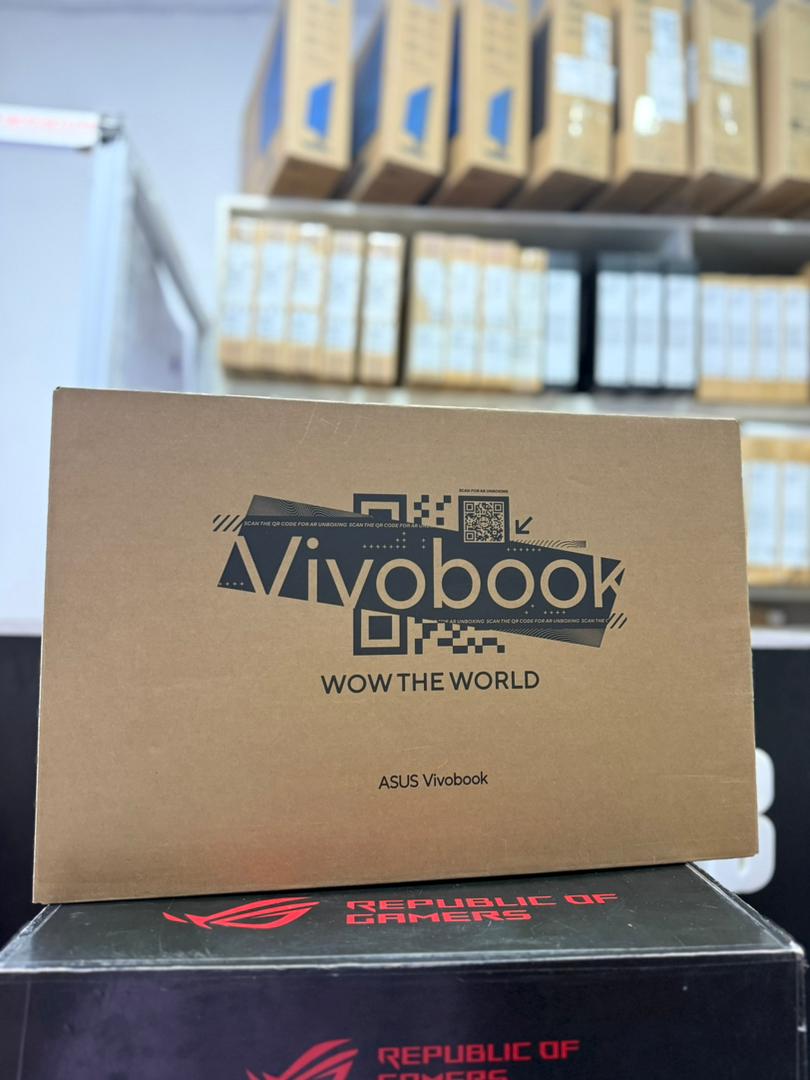 SCAN FOR AR UNBOXING
SCAN THE QR CODE FOR AR UNBOXING SCAN THE QR CODE FOR AR
Vivobook
AR UNBOXING SCAN THE QR CODE FOR AR UNBOXING SCAN THE
WOW THE WORLD
ASUS Vivobook
REPUBLIC OF
GAMERS
REPUBLIC OF
GAMERS